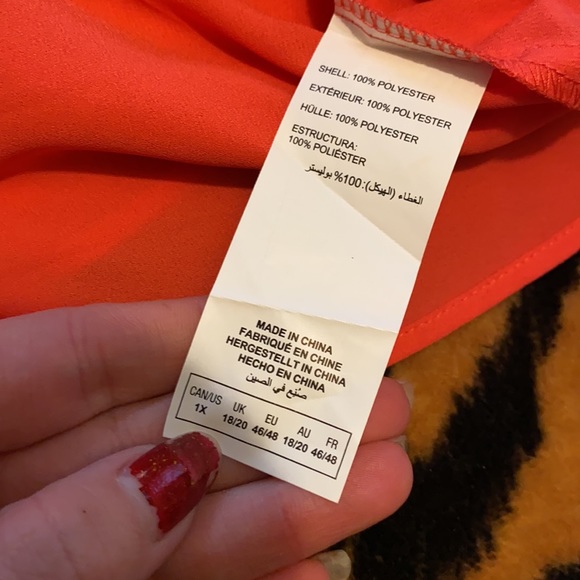 SHELL: 100% POLYESTER
EXTÉRIEUR: 100% POLYESTER
HÜLLE: 100% POLYESTER
ESTRUCTURA:
100% POLIÉSTER
الغطاء (الهيكل): 100% بوليستر
MADE IN CHINA
FABRIQUÉ EN CHINE
HERGESTELLT IN CHINA
HECHO EN CHINA
صُنِع في الصين
CAN/US UK EU AU FR
1X 18/20 46/48 18/20 46/48